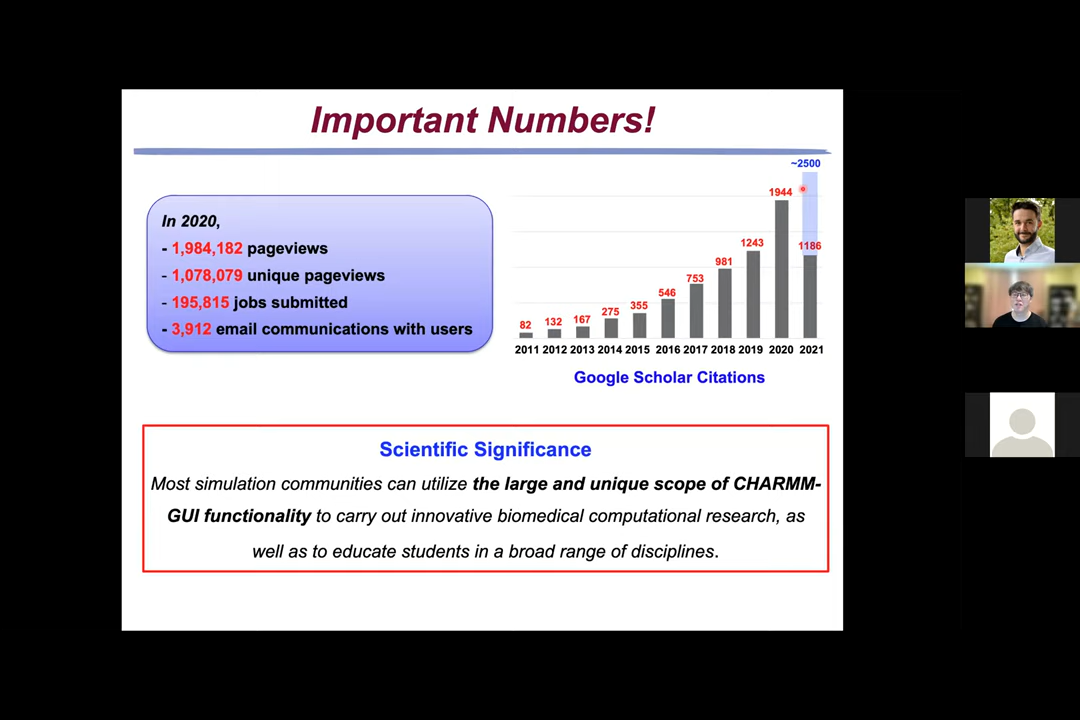 Important Numbers!
In 2020,
- 1,984,182 pageviews
- 1,078,079 unique pageviews
- 195,815 jobs submitted
- 3,912 email communications with users
~2500
1944
1186
1243
981
753
546
355
275
167
132
82
2011 2012 2013 2014 2015 2016 2017 2018 2019 2020 2021
Google Scholar Citations
Scientific Significance
Most simulation communities can utilize the large and unique scope of CHARMM-
GUI functionality to carry out innovative biomedical computational research, as
well as to educate students in a broad range of disciplines.